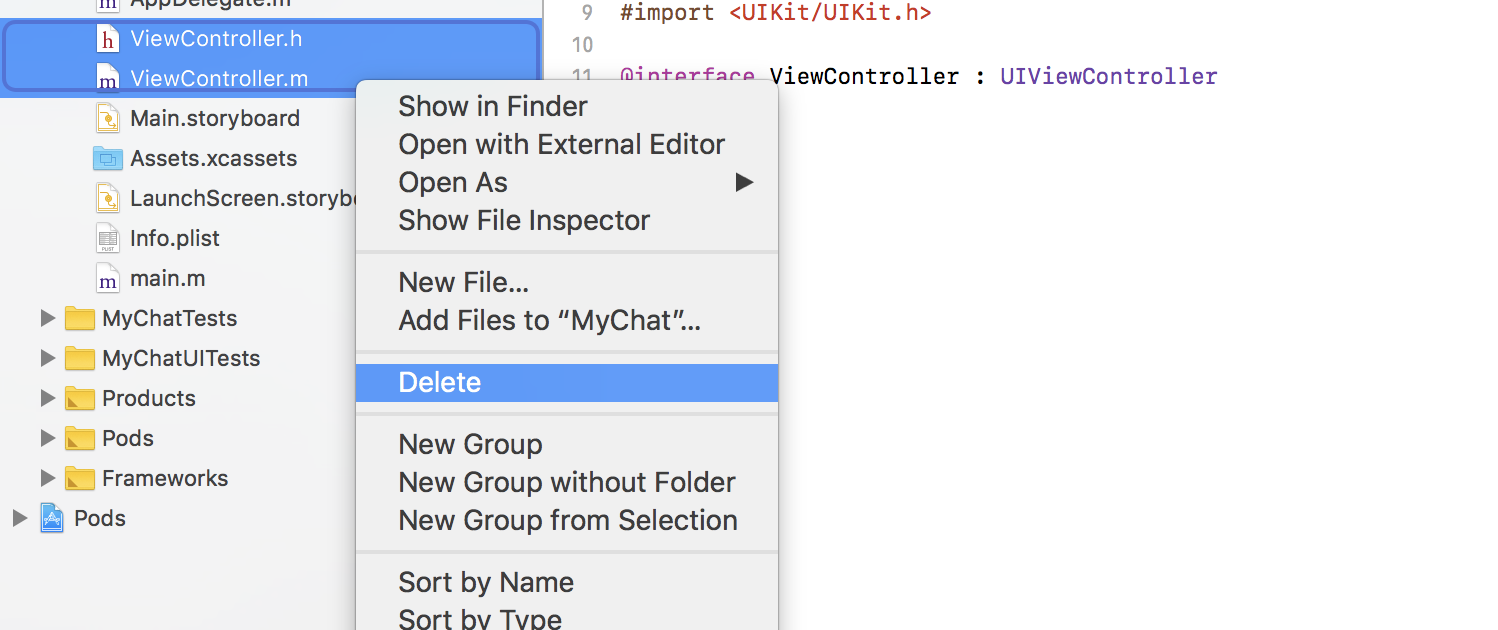 AppDelegate.m
ViewController.h
ViewController.m
Main.storyboard
Assets.xcassets
LaunchScreen.storybo
Info.plist
main.m
MyChatTests
MyChatUITests
Products
Pods
Frameworks
Pods
9 #import <UIKit/UIKit.h>
10
11 @interface ViewController : UIViewController
Show in Finder
Open with External Editor
Open As
Show File Inspector
New File...
Add Files to “MyChat”...
Delete
New Group
New Group without Folder
New Group from Selection
Sort by Name
Sort by Type